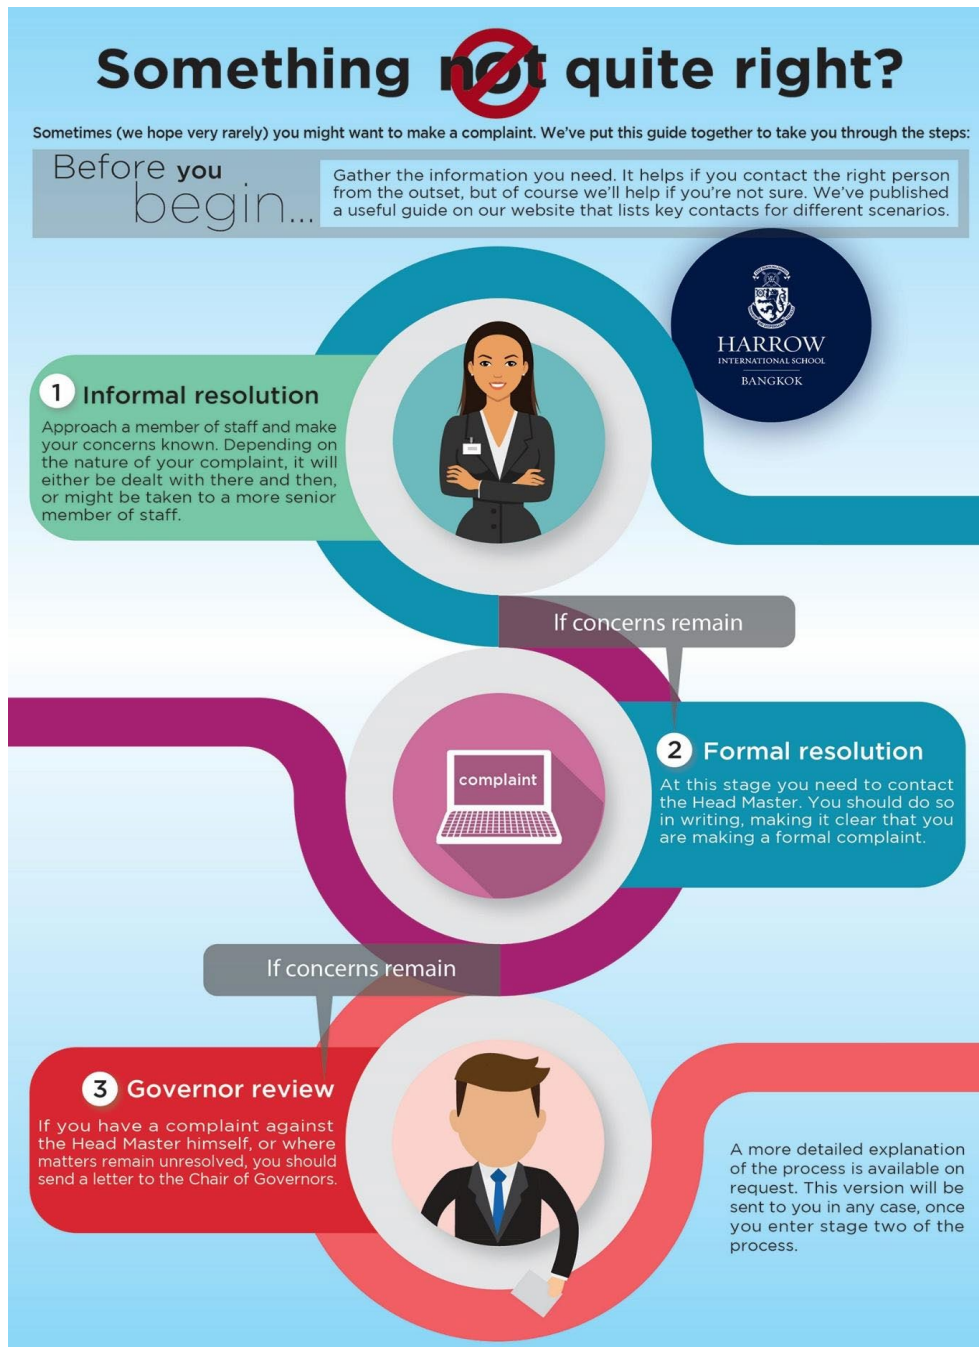 Something not quite right?
Sometimes (we hope very rarely) you might want to make a complaint. We've put this guide together to take you through the steps:
Before you
begin...
Gather the information you need. It helps if you contact the right person
from the outset, but of course we'll help if you're not sure. We've published
a useful guide on our website that lists key contacts for different scenarios.
HARROW
INTERNATIONAL SCHOOL
BANGKOK
1 Informal resolution
Approach a member of staff and make
your concerns known. Depending on
the nature of your complaint, it will
either be dealt with there and then,
or might be taken to a more senior
member of staff.
If concerns remain
complaint
2 Formal resolution
At this stage you need to contact
the Head Master. You should do so
in writing, making it clear that you
are making a formal complaint.
If concerns remain
3 Governor review
If you have a complaint against
the Head Master himself, or where
matters remain unresolved, you should
send a letter to the Chair of Governors.
A more detailed explanation
of the process is available on
request. This version will be
sent to you in any case, once
you enter stage two of the
process.